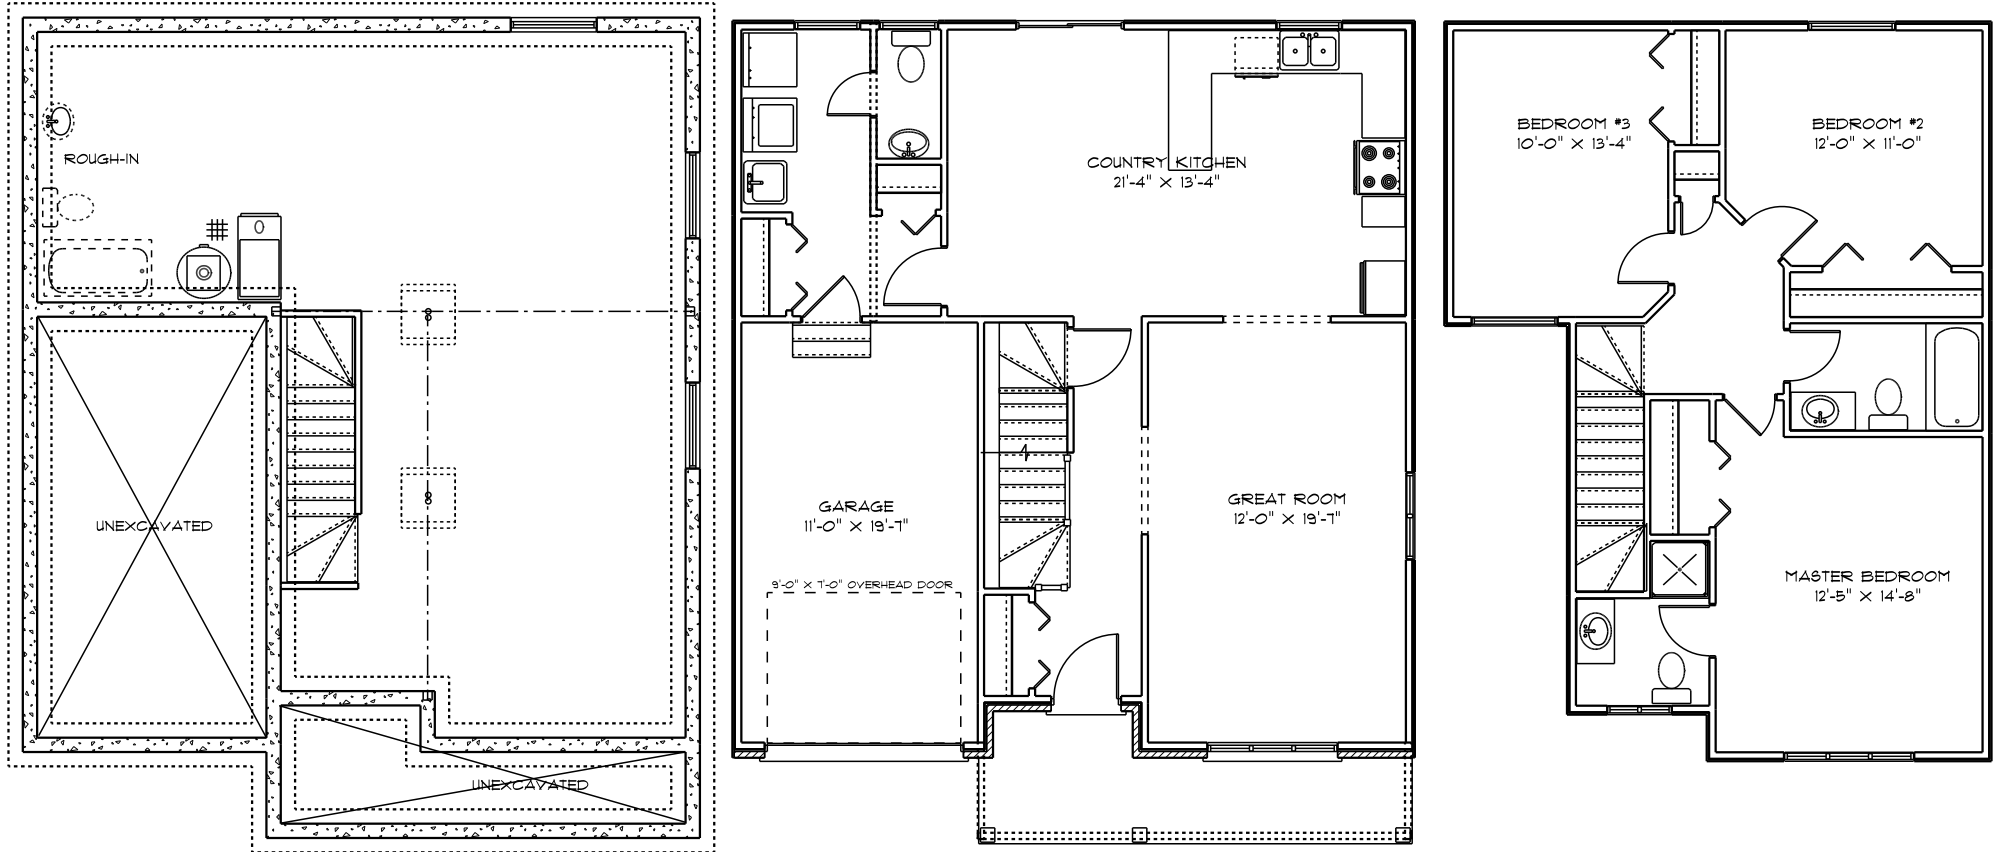 ROUGH-IN
UNEXCAVATED
UNEXCAVATED
COUNTRY KITCHEN
21'-4" X 13'-4"
GARAGE
11'-0" X 19'-7"
9'-0" X 7'-0" OVERHEAD DOOR
GREAT ROOM
12'-0" X 19'-7"
BEDROOM #3
10'-0" X 13'-4"
BEDROOM #2
12'-0" X 11'-0"
MASTER BEDROOM
12'-5" X 14'-8"